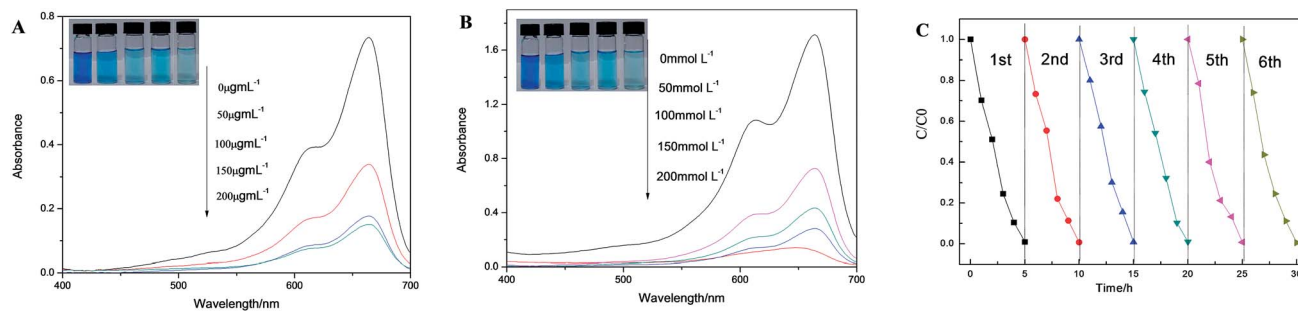 A
0.8
0.6
0.4
0.2
0.0
Absorbance
0µgmL-1
50µgmL-1
100µgmL-1
150µgmL-1
200µgmL-1
400
500
600
700
Wavelength/nm
B
1.6
1.2
0.8
0.4
0.0
Absorbance
0mmol L-1
50mmol L-1
100mmol L-1
150mmol L-1
200mmol L-1
400
500
600
700
Wavelength/nm
C
1.0
0.8
0.6
0.4
0.2
0.0
C/C0
1st
2nd
3rd
4th
5th
6th
0
5
10
15
20
25
30
Time/h